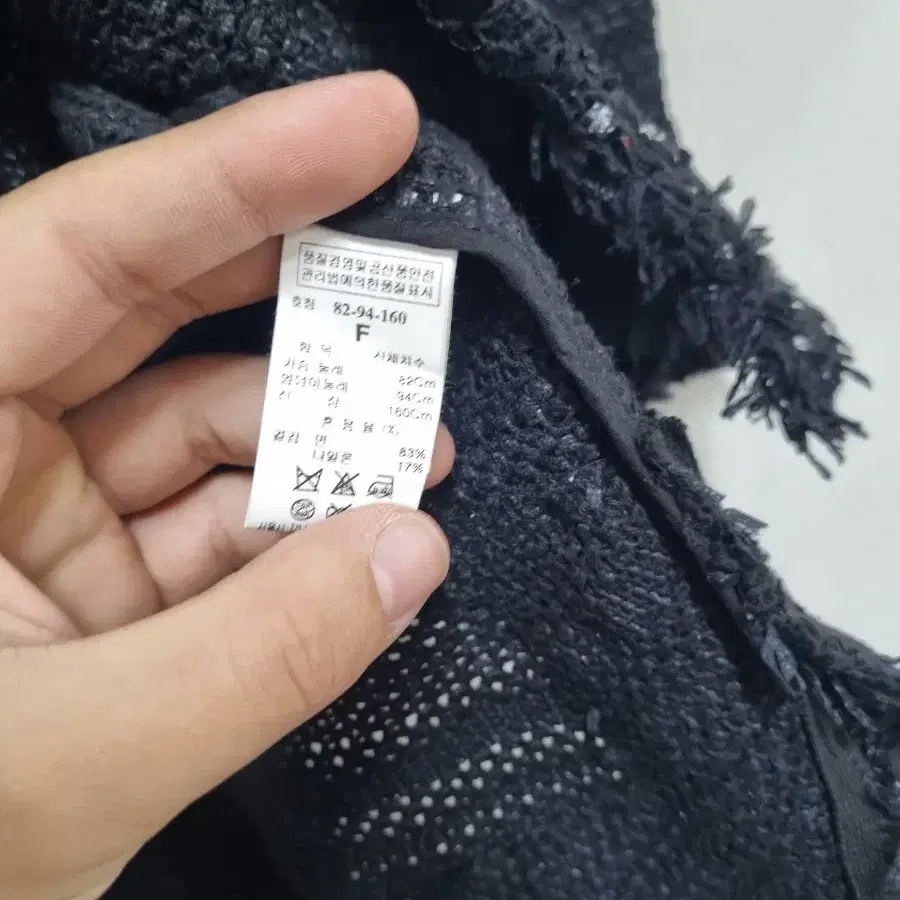 품질경영및공산품안전
관리법에의한품질표시
호칭 82-94-160
F
항 목 신체치수
가슴 둘레 82Cm
엉덩이둘레 94Cm
신 장 160Cm
겉감 면 83%
나일론 17%